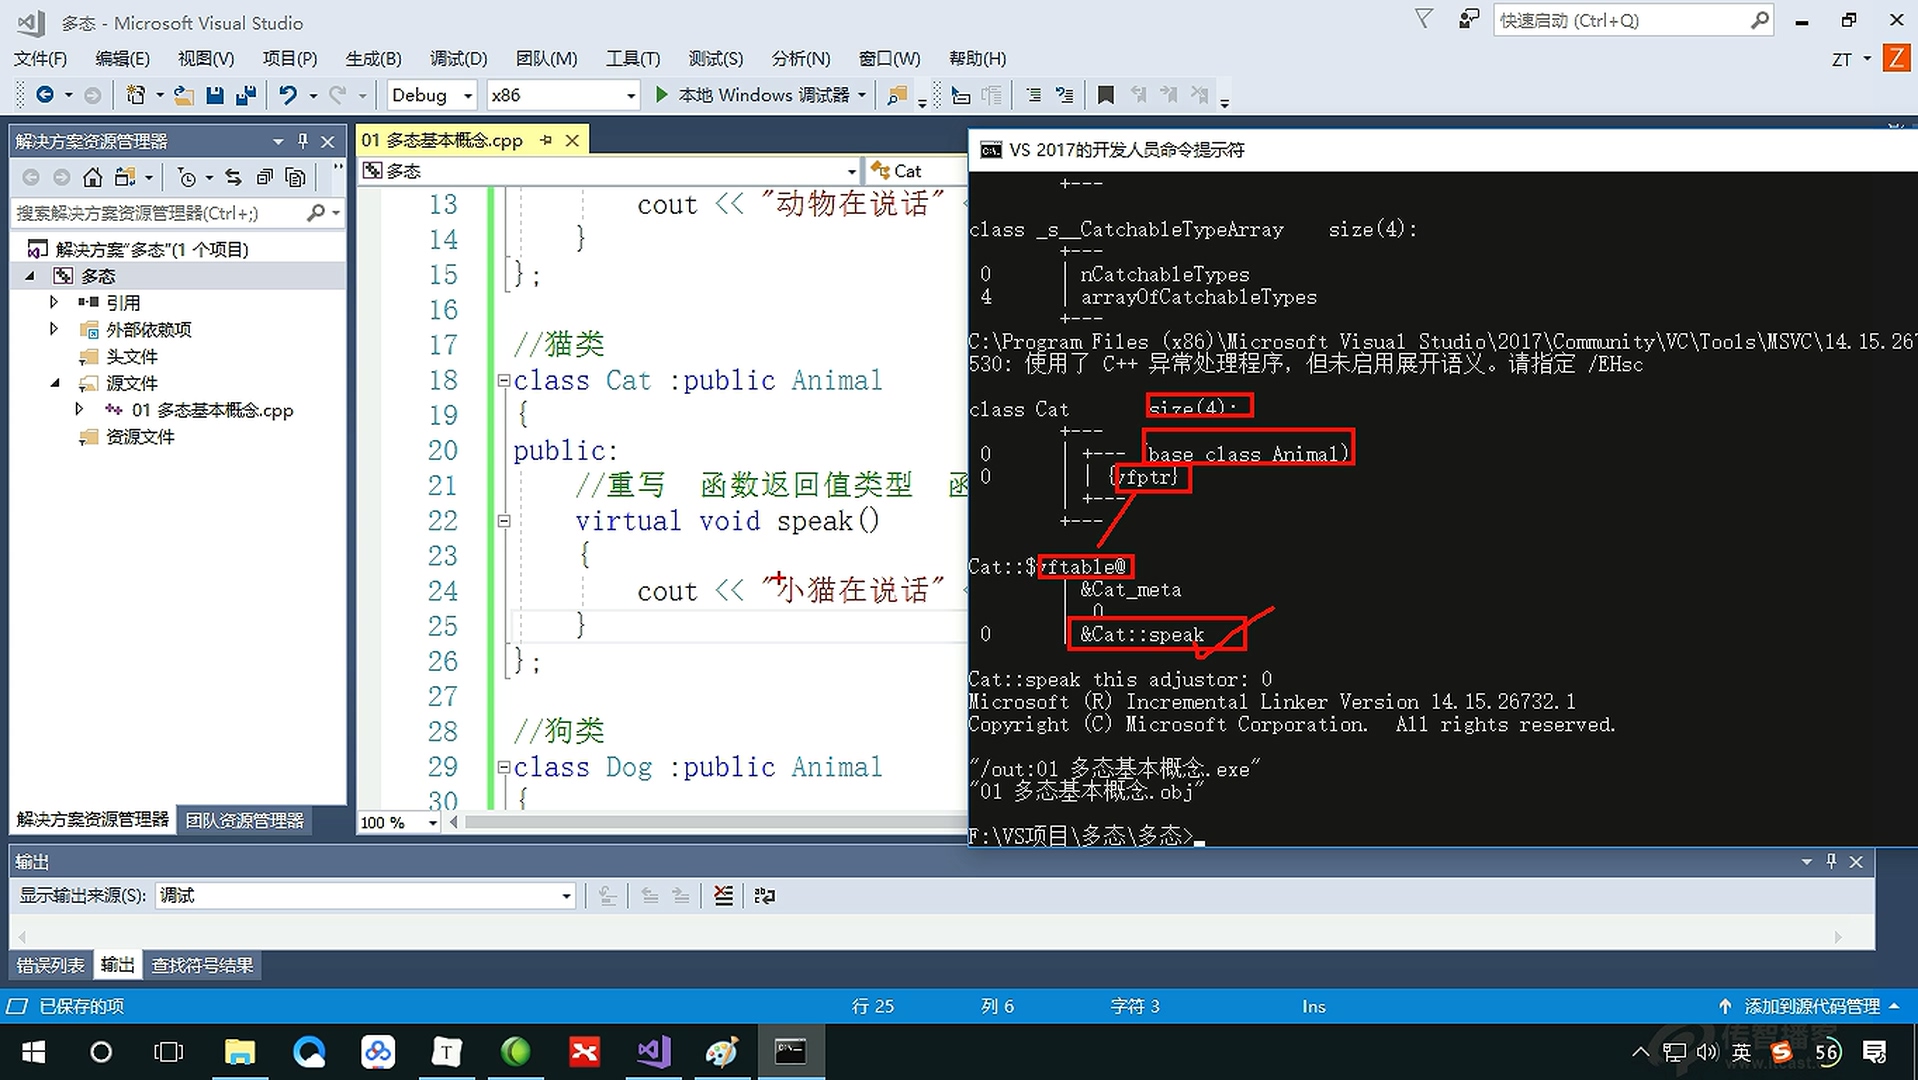 多态 - Microsoft Visual Studio
快速启动 (Ctrl+Q)
文件(F) 编辑(E) 视图(V) 项目(P) 生成(B) 调试(D) 团队(M) 工具(T) 测试(S) 分析(N) 窗口(W) 帮助(H)
ZT
Debug x86 本地 Windows 调试器
解决方案资源管理器
搜索解决方案资源管理器(Ctrl+;)
解决方案"多态"(1 个项目)
多态
引用
外部依赖项
头文件
源文件
01 多态基本概念.cpp
资源文件
解决方案资源管理器 团队资源管理器
01 多态基本概念.cpp
多态 Cat
13 cout << "动物在说话"
14 }
15 };
16
17 //猫类
18 class Cat :public Animal
19 {
20 public:
21 //重写 函数返回值类型 函
22 virtual void speak()
23 {
24 cout << "小猫在说话"
25 }
26 };
27
28 //狗类
29 class Dog :public Animal
30 {
100 %
VS 2017的开发人员命令提示符
+---
class _s__CatchableTypeArray size(4):
+---
0 | nCatchableTypes
4 | arrayOfCatchableTypes
+---
C:\Program Files (x86)\Microsoft Visual Studio\2017\Community\VC\Tools\MSVC\14.15.267
530: 使用了 C++ 异常处理程序，但未启用展开语义。请指定 /EHsc
class Cat size(4):
+---
0 | +--- (base class Animal)
0 | | {vfptr}
| +---
+---
Cat::$vftable@
| &Cat_meta
| 0
0 | &Cat::speak
Cat::speak this adjustor: 0
Microsoft (R) Incremental Linker Version 14.15.26732.1
Copyright (C) Microsoft Corporation. All rights reserved.
"/out:01 多态基本概念.exe"
"01 多态基本概念.obj"
F:\VS项目\多态\多态>
输出
显示输出来源(S): 调试
错误列表 输出 查找符号结果
已保存的项 行 25 列 6 字符 3 Ins 添加到源代码管理
英 56
传智播客